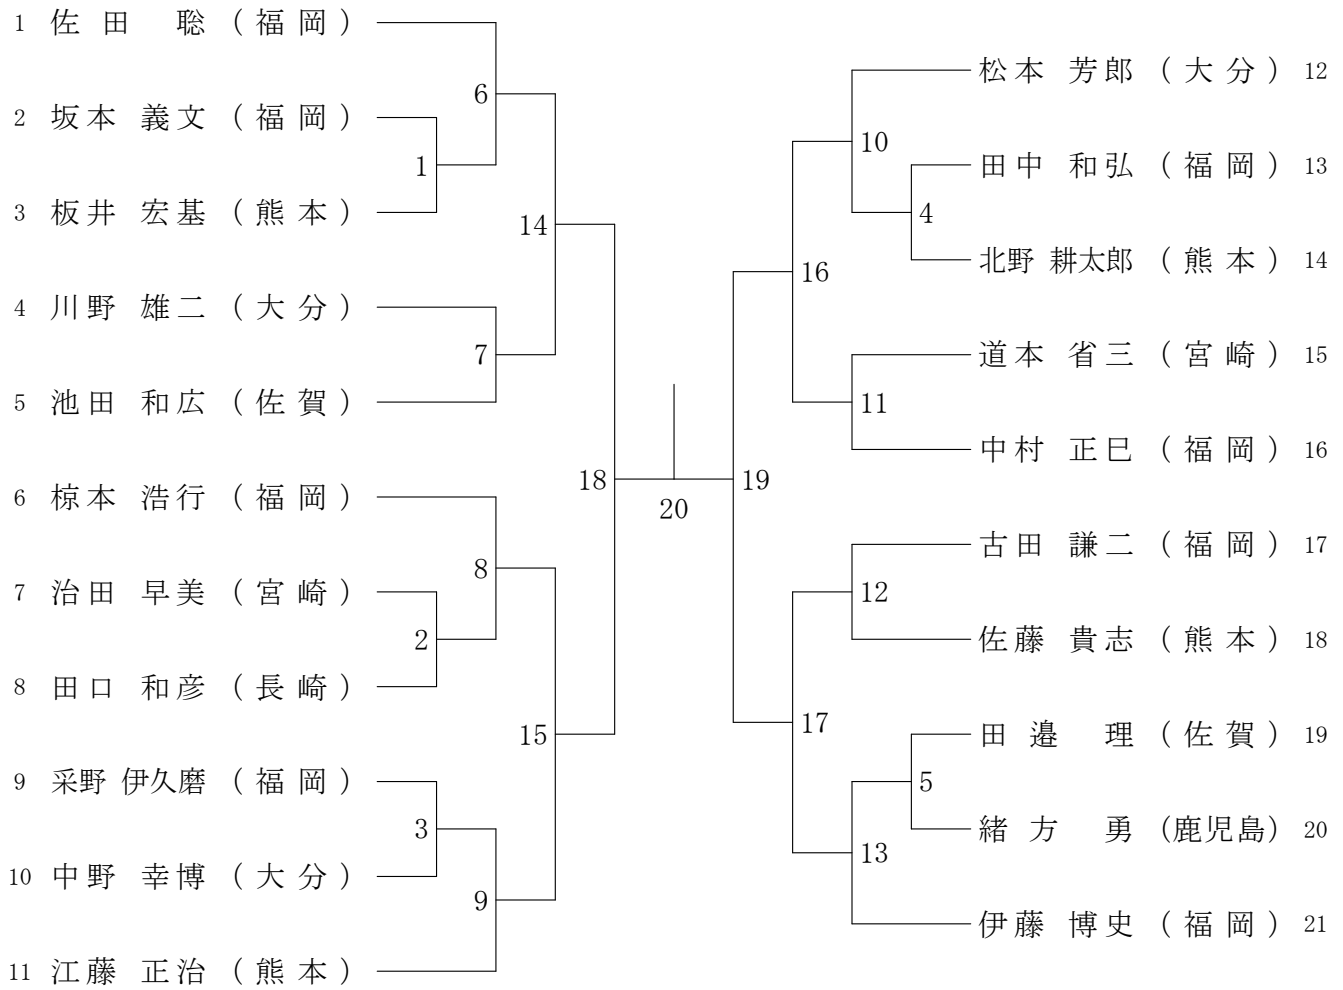 1 佐田 聡 (福岡)
2 坂本 義文 (福岡)
3 板井 宏基 (熊本)
4 川野 雄二 (大分)
5 池田 和広 (佐賀)
6 椋本 浩行 (福岡)
7 治田 早美 (宮崎)
8 田口 和彦 (長崎)
9 采野 伊久磨 (福岡)
10 中野 幸博 (大分)
11 江藤 正治 (熊本)
6
1
14
7
18
8
2
15
3
9
20
19
10
4
16
11
12
17
5
13
松本 芳郎 (大分) 12
田中 和弘 (福岡) 13
北野 耕太郎 (熊本) 14
道本 省三 (宮崎) 15
中村 正巳 (福岡) 16
古田 謙二 (福岡) 17
佐藤 貴志 (熊本) 18
田邉 理 (佐賀) 19
緒方 勇 (鹿児島) 20
伊藤 博史 (福岡) 21